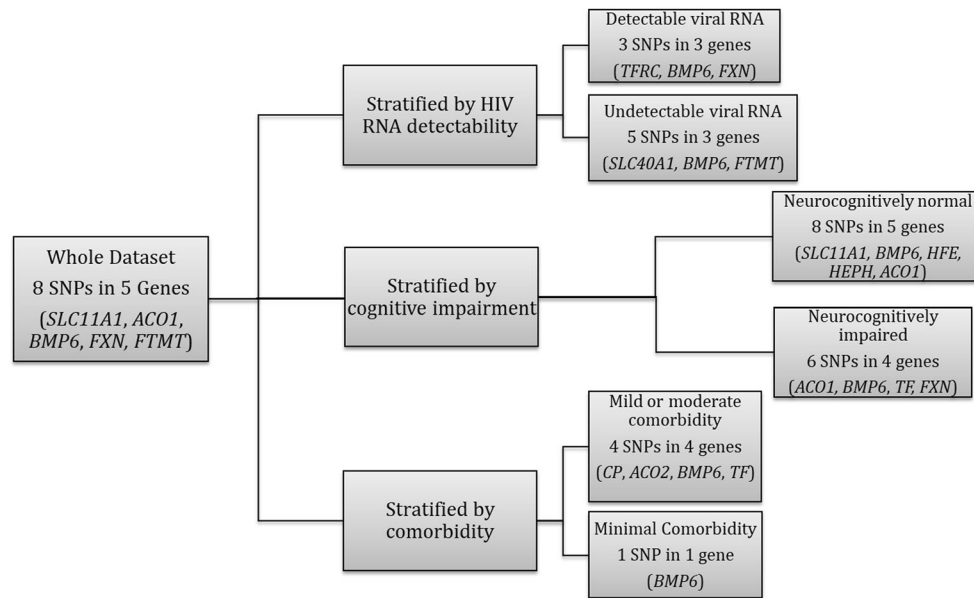 Whole Dataset
8 SNPs in 5 Genes
(SLC11A1, ACO1,
BMP6, FXN, FTMT)
Stratified by HIV
RNA detectability
Detectable viral RNA
3 SNPs in 3 genes
(TFRC, BMP6, FXN)
Undetectable viral RNA
5 SNPs in 3 genes
(SLC40A1, BMP6, FTMT)
Stratified by
cognitive impairment
Neurocognitively normal
8 SNPs in 5 genes
(SLC11A1, BMP6, HFE,
HEPH, ACO1)
Neurocognitively
impaired
6 SNPs in 4 genes
(ACO1, BMP6, TF, FXN)
Stratified by
comorbidity
Mild or moderate
comorbidity
4 SNPs in 4 genes
(CP, ACO2, BMP6, TF)
Minimal Comorbidity
1 SNP in 1 gene
(BMP6)